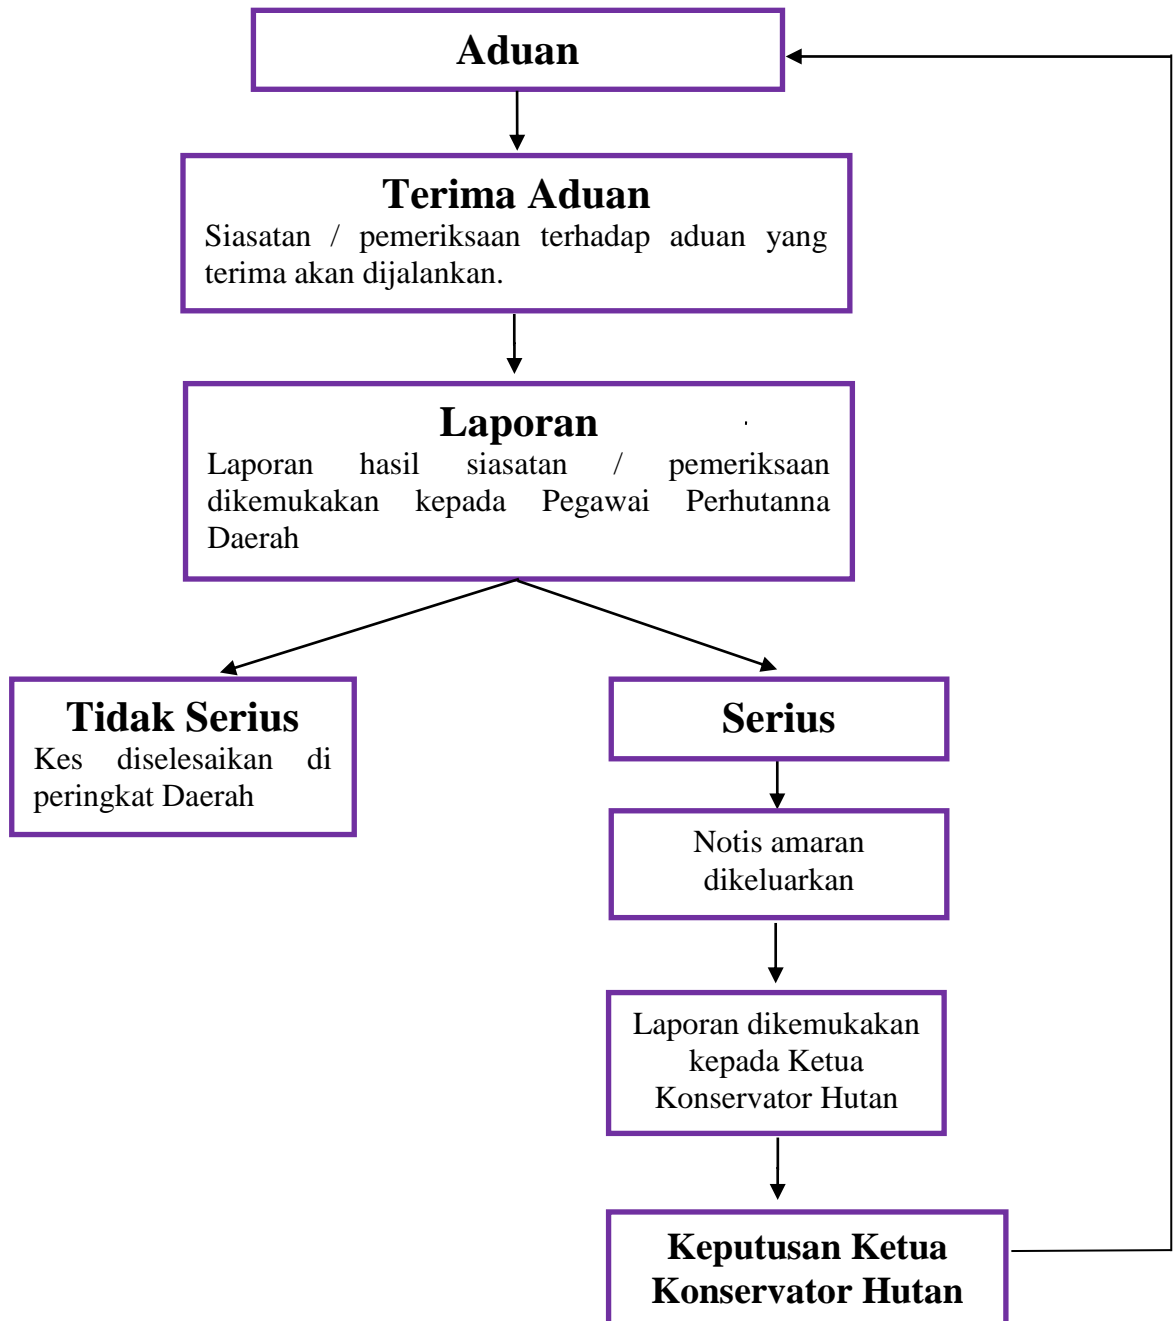 Aduan
Terima Aduan
Siasatan / pemeriksaan terhadap aduan yang
terima akan dijalankan.
Laporan
Laporan hasil siasatan / pemeriksaan
dikemukakan kepada Pegawai Perhutanna
Daerah
Tidak Serius
Kes diselesaikan di
peringkat Daerah
Serius
Notis amaran
dikeluarkan
Laporan dikemukakan
kepada Ketua
Konservator Hutan
Keputusan Ketua
Konservator Hutan